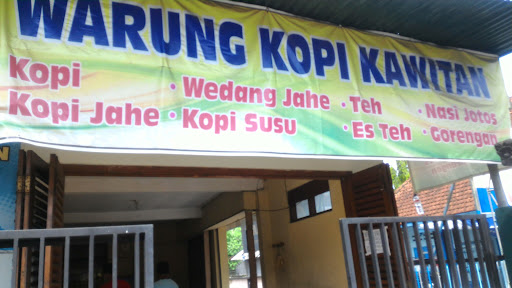 WARUNG KOPI KAWITAN
Kopi · Wedang Jahe · Teh · Nasi Jotos
Kopi Jahe · Kopi Susu · Es Teh · Gorengan